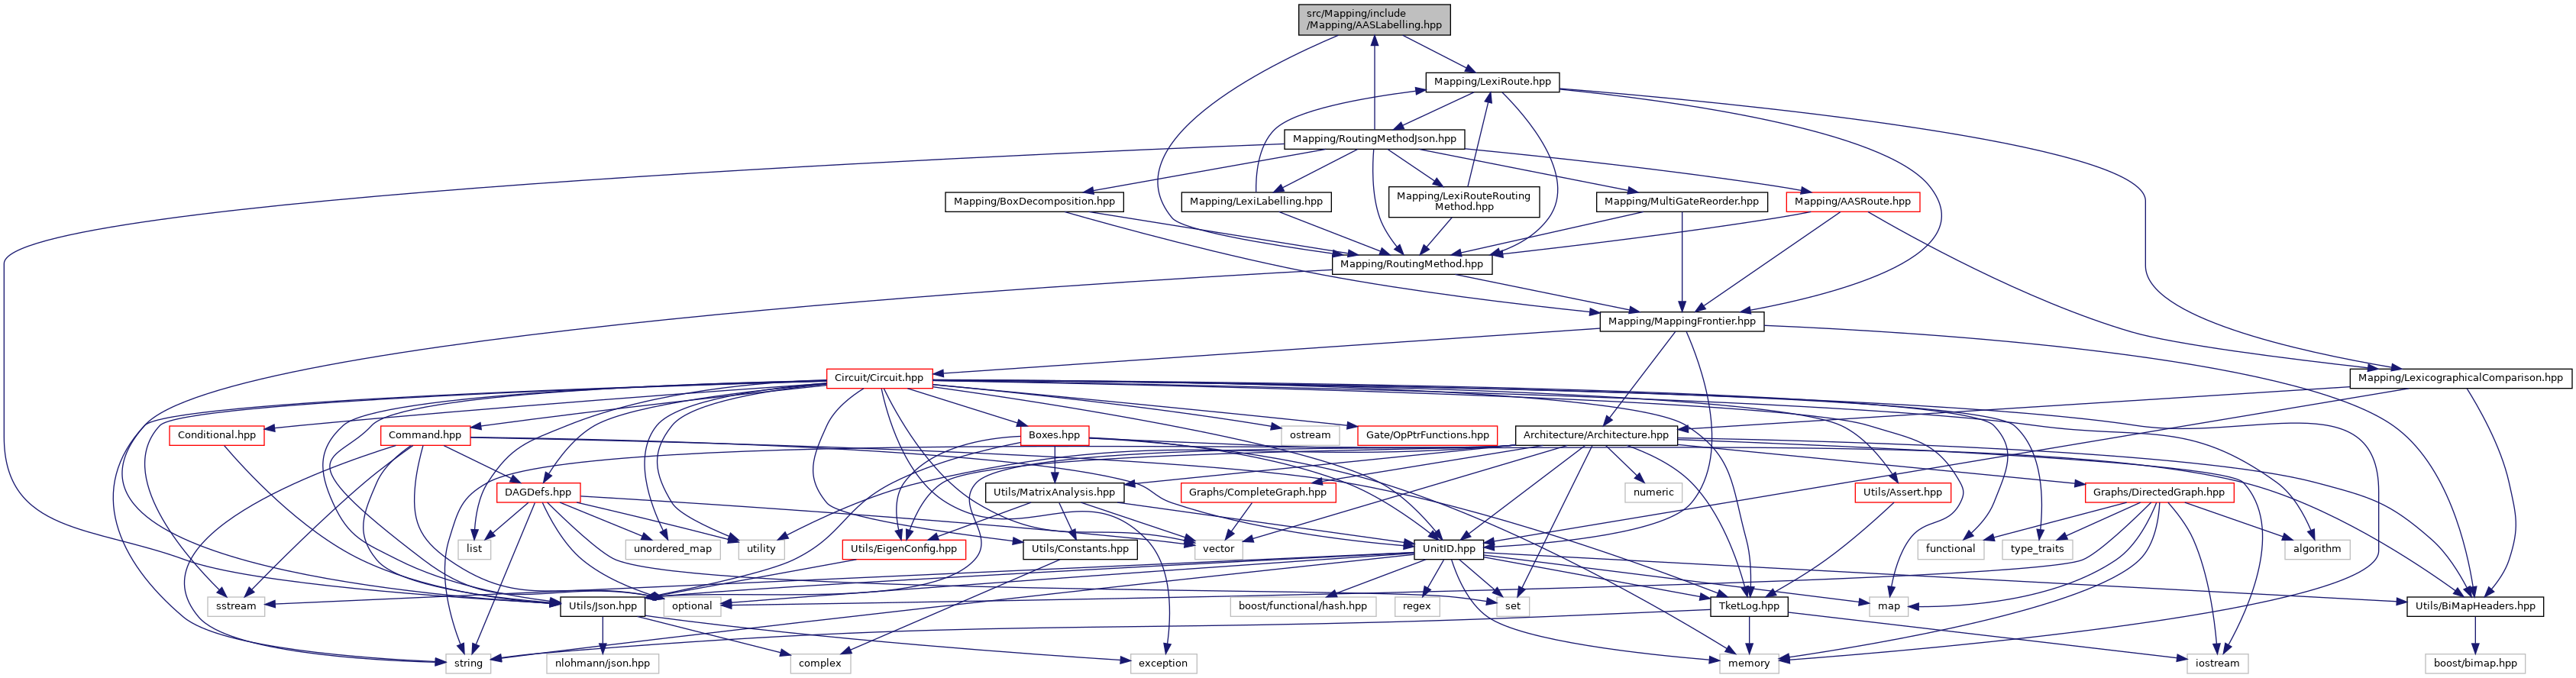 src/Mapping/include
/Mapping/AASLabelling.hpp
Mapping/LexiRoute.hpp
Mapping/RoutingMethodJson.hpp
Mapping/BoxDecomposition.hpp
Mapping/LexiLabelling.hpp
Mapping/LexiRouteRouting
Method.hpp
Mapping/MultiGateReorder.hpp
Mapping/AASRoute.hpp
Mapping/RoutingMethod.hpp
Mapping/MappingFrontier.hpp
Circuit/Circuit.hpp
Mapping/LexicographicalComparison.hpp
Conditional.hpp
Command.hpp
Boxes.hpp
ostream
Gate/OpPtrFunctions.hpp
Architecture/Architecture.hpp
DAGDefs.hpp
Utils/MatrixAnalysis.hpp
Graphs/CompleteGraph.hpp
numeric
Utils/Assert.hpp
Graphs/DirectedGraph.hpp
list
unordered_map
utility
Utils/EigenConfig.hpp
Utils/Constants.hpp
vector
UnitID.hpp
functional
type_traits
algorithm
sstream
Utils/Json.hpp
optional
boost/functional/hash.hpp
regex
set
TketLog.hpp
map
Utils/BiMapHeaders.hpp
string
nlohmann/json.hpp
complex
exception
memory
iostream
boost/bimap.hpp